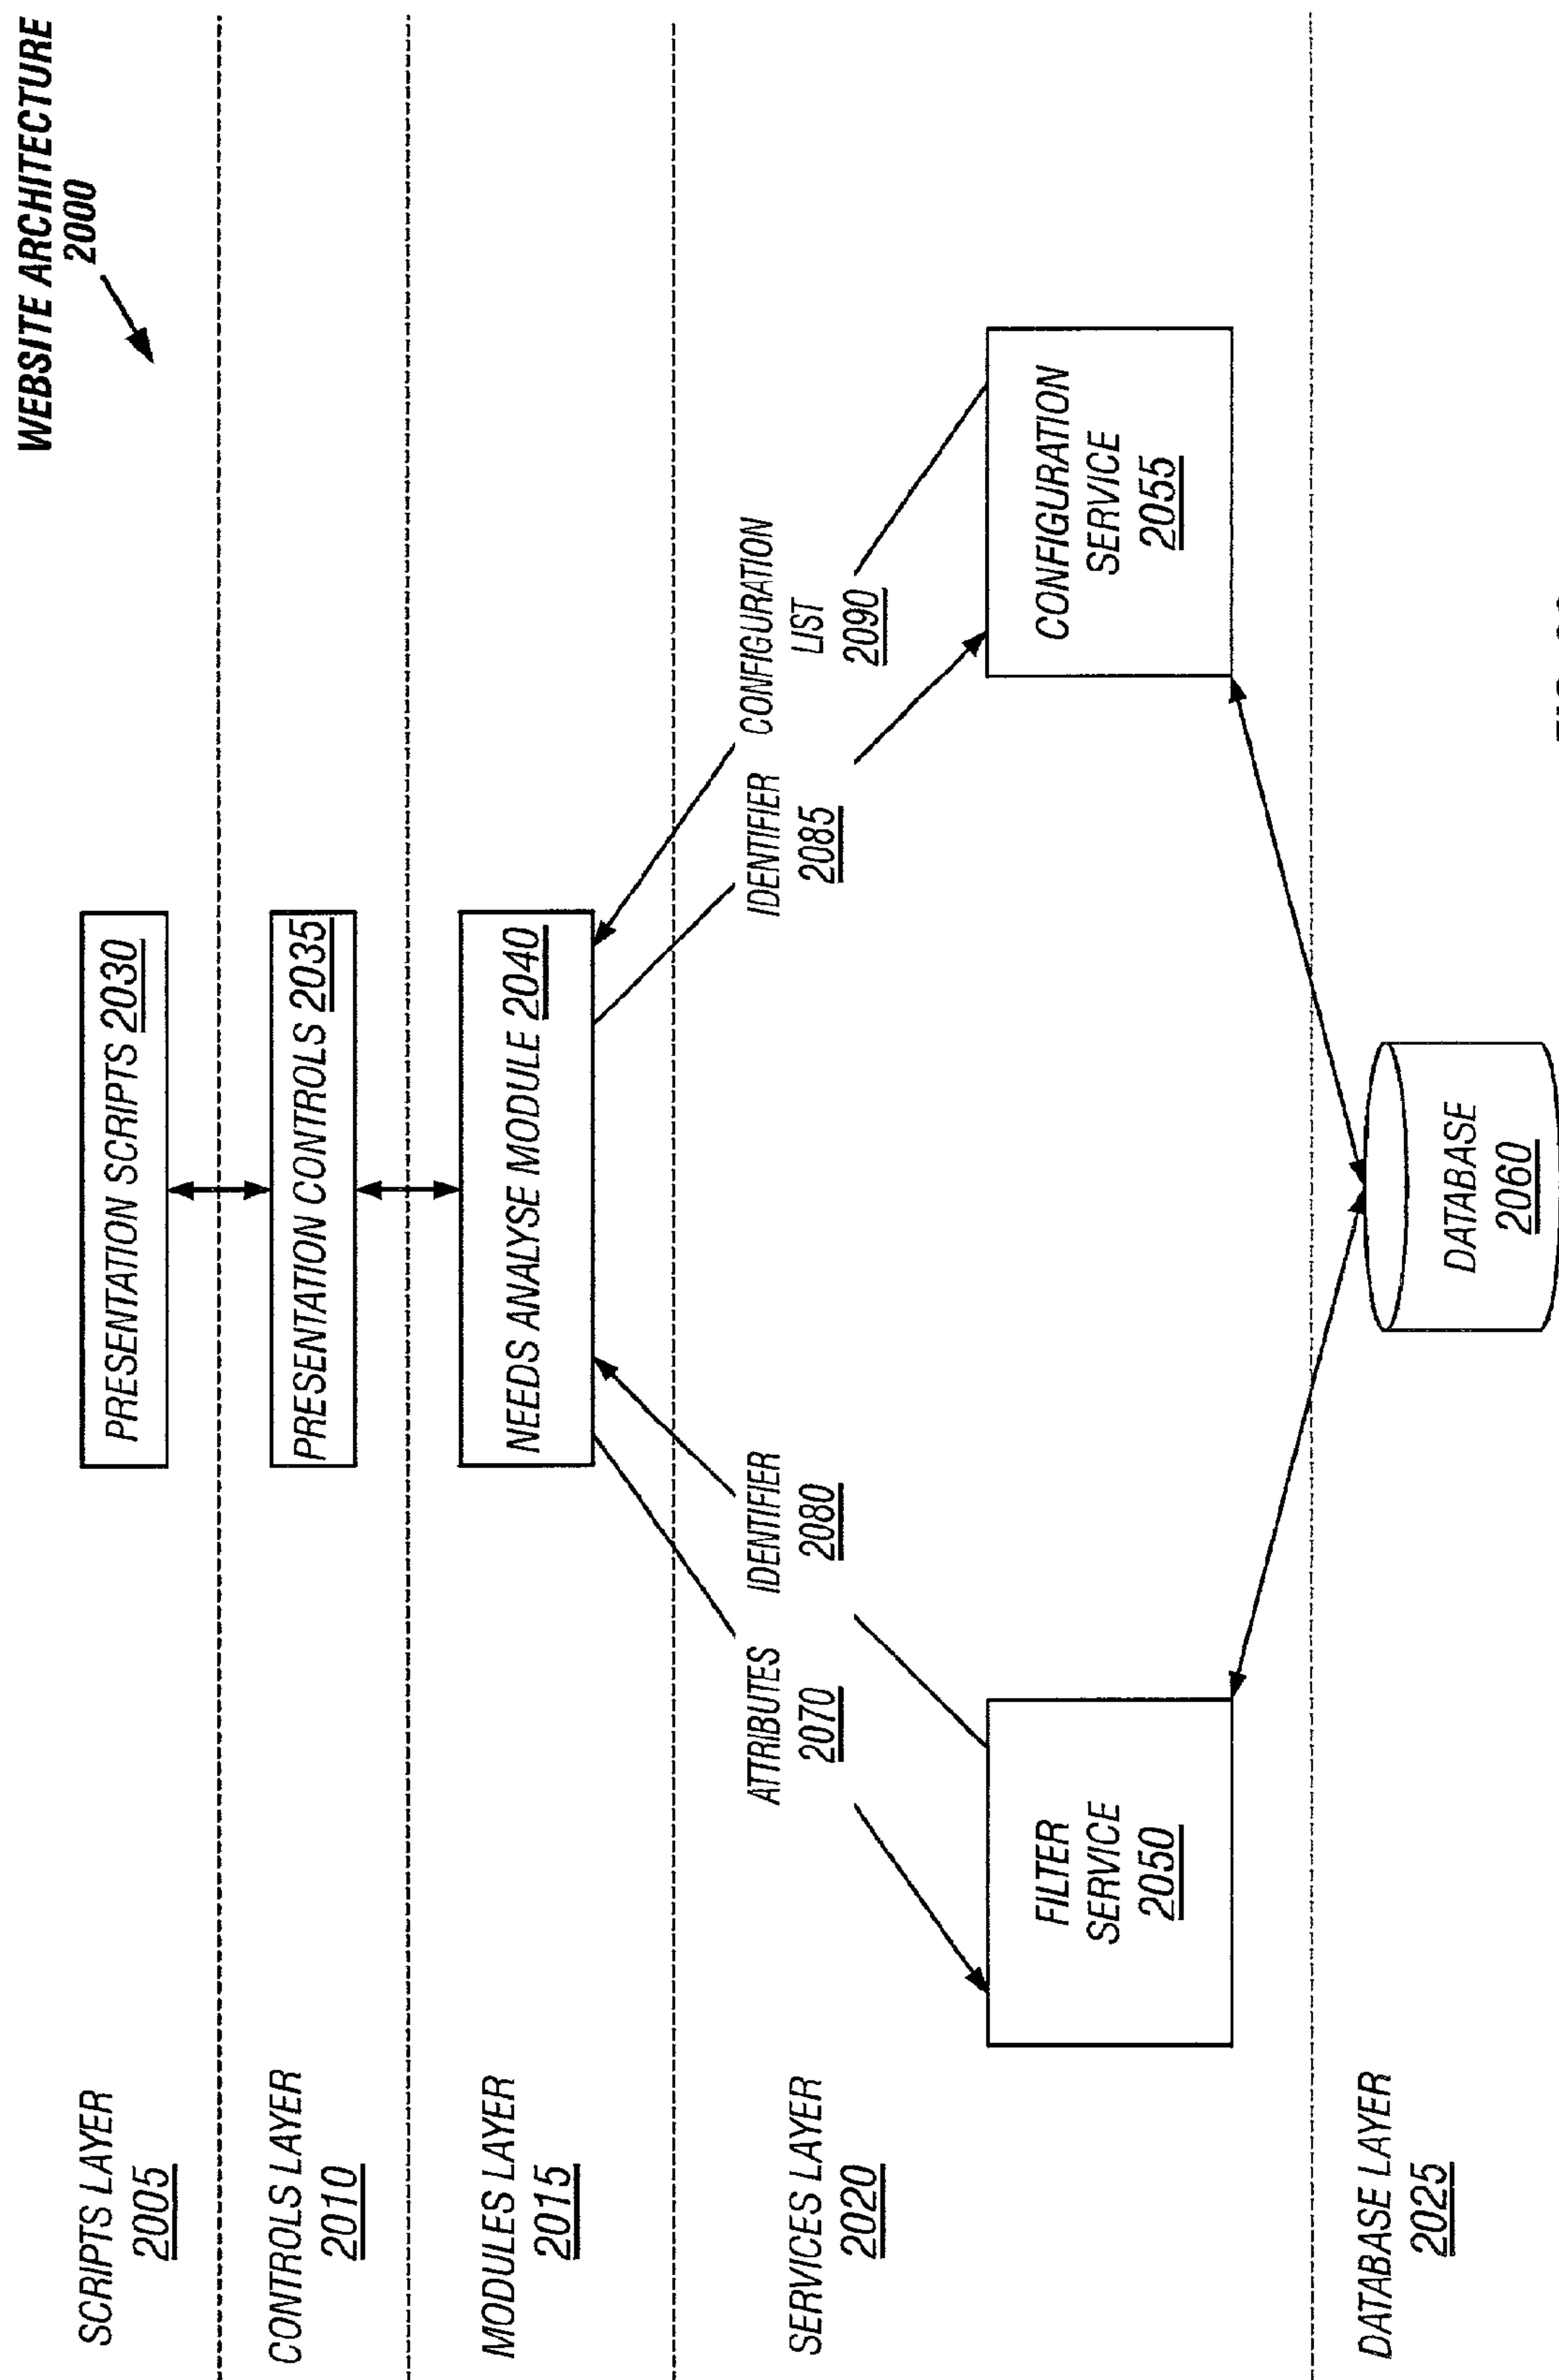 WEBSITE ARCHITECTURE
2000
SCRIPTS LAYER
2005
PRESENTATION SCRIPTS 2030
CONTROLS LAYER
2010
PRESENTATION CONTROLS 2035
MODULES LAYER
2015
NEEDS ANALYSE MODULE 2040
SERVICES LAYER
2020
ATTRIBUTES
2070
IDENTIFIER
2080
IDENTIFIER
2085
CONFIGURATION
LIST
2090
FILTER
SERVICE
2050
CONFIGURATION
SERVICE
2055
DATABASE LAYER
2025
DATABASE
2060